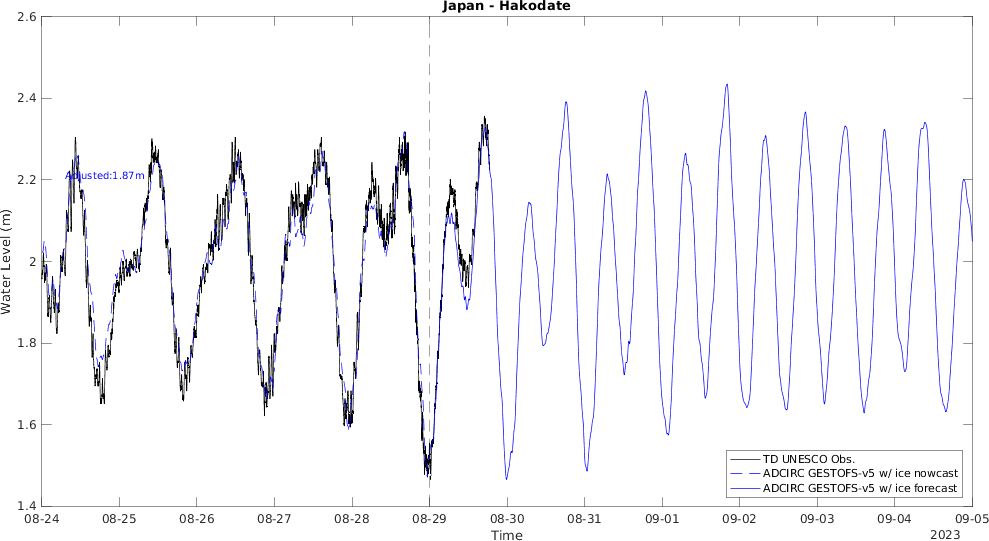 Japan - Hakodate
2.6
2.4
2.2
2
1.8
1.6
1.4
Water Level (m)
Adjusted:1.87m
TD UNESCO Obs.
ADCIRC GESTOFS-v5 w/ ice nowcast
ADCIRC GESTOFS-v5 w/ ice forecast
08-24 08-25 08-26 08-27 08-28 08-29 08-30 08-31 09-01 09-02 09-03 09-04 09-05
Time
2023